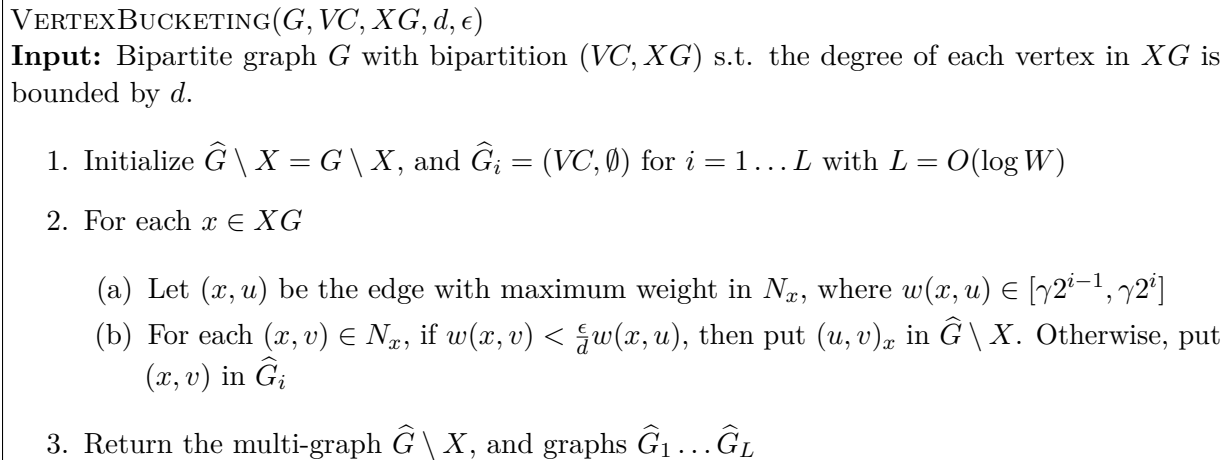 VERTEXBUCKETING(G, VC, XG, d, ϵ)
Input: Bipartite graph G with bipartition (VC, XG) s.t. the degree of each vertex in XG is
bounded by d.
1. Initialize Ĝ \ X = G \ X, and Ĝ_i = (VC, ∅) for i = 1 … L with L = O(log W)
2. For each x ∈ XG
(a) Let (x, u) be the edge with maximum weight in N_x, where w(x, u) ∈ [γ2^{i−1}, γ2^i]
(b) For each (x, v) ∈ N_x, if w(x, v) < \frac{ϵ}{d}w(x, u), then put (u, v)_x in Ĝ \ X. Otherwise, put
(x, v) in Ĝ_i
3. Return the multi-graph Ĝ \ X, and graphs Ĝ_1 … Ĝ_L